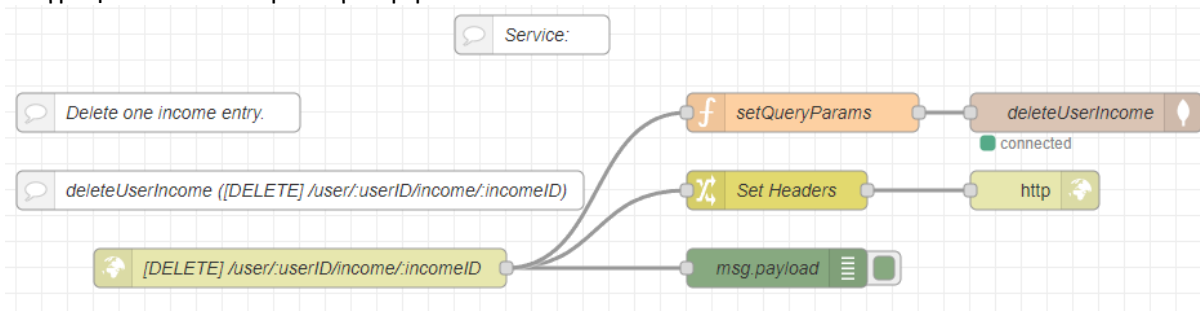 Service:
Delete one income entry.
setQueryParams
deleteUserIncome
connected
deleteUserIncome ([DELETE] /user/:userID/income/:incomeID)
Set Headers
http
[DELETE] /user/:userID/income/:incomeID
msg.payload